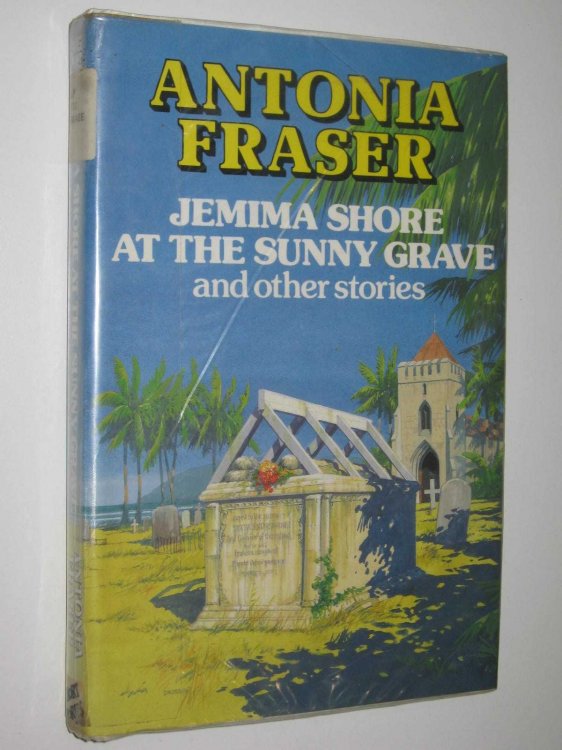 ANTONIA
FRASER
JEMIMA SHORE
AT THE SUNNY GRAVE
and other stories